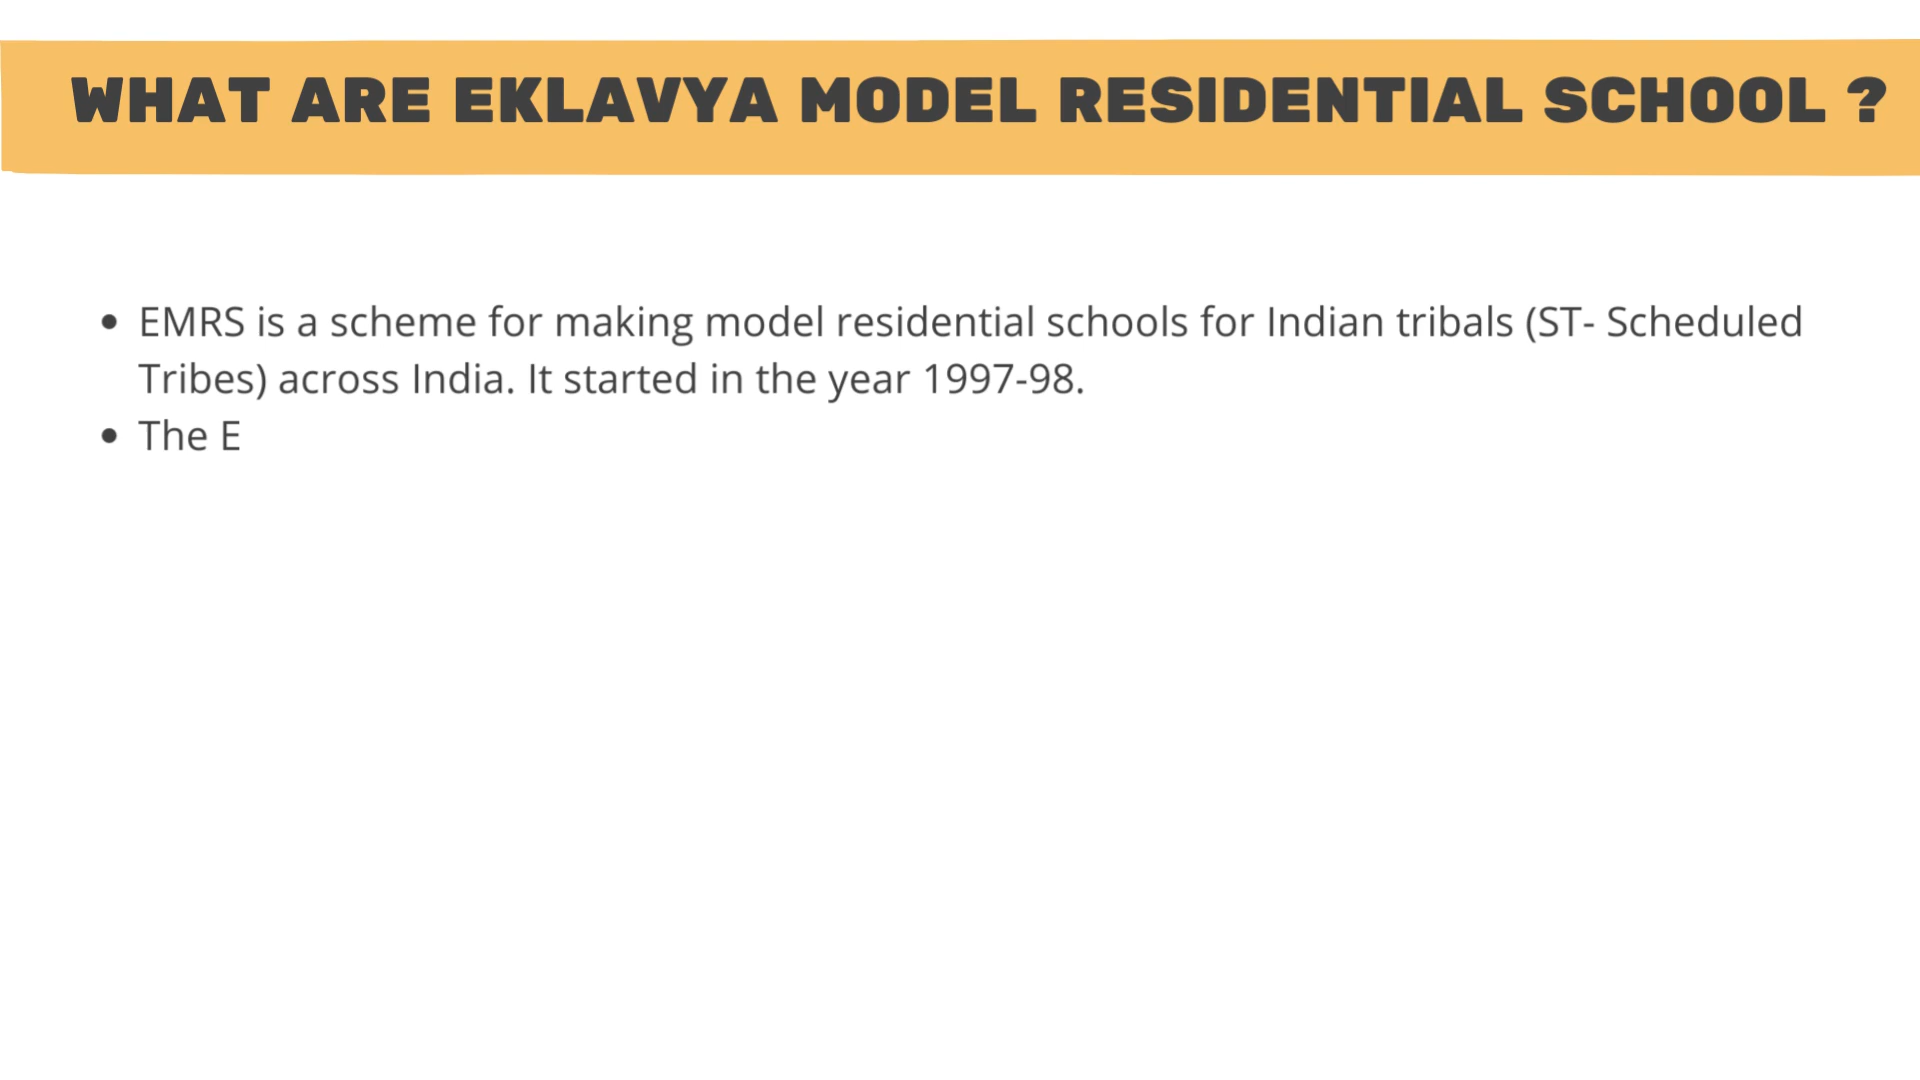 WHAT ARE EKLAVYA MODEL RESIDENTIAL SCHOOL ?
• EMRS is a scheme for making model residential schools for Indian tribals (ST- Scheduled
Tribes) across India. It started in the year 1997-98.
• The E